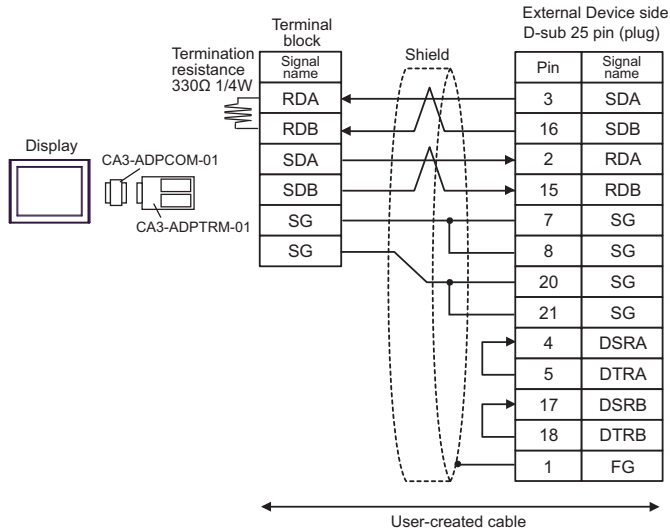 External Device side
D-sub 25 pin (plug)
Terminal
block
Termination
resistance
330Ω 1/4W
Shield
Signal
name
Pin
Signal
name
RDA
3
SDA
RDB
16
SDB
SDA
2
RDA
SDB
15
RDB
SG
7
SG
SG
8
SG
20
SG
21
SG
4
DSRA
5
DTRA
17
DSRB
18
DTRB
1
FG
Display
CA3-ADPCOM-01
CA3-ADPTRM-01
User-created cable